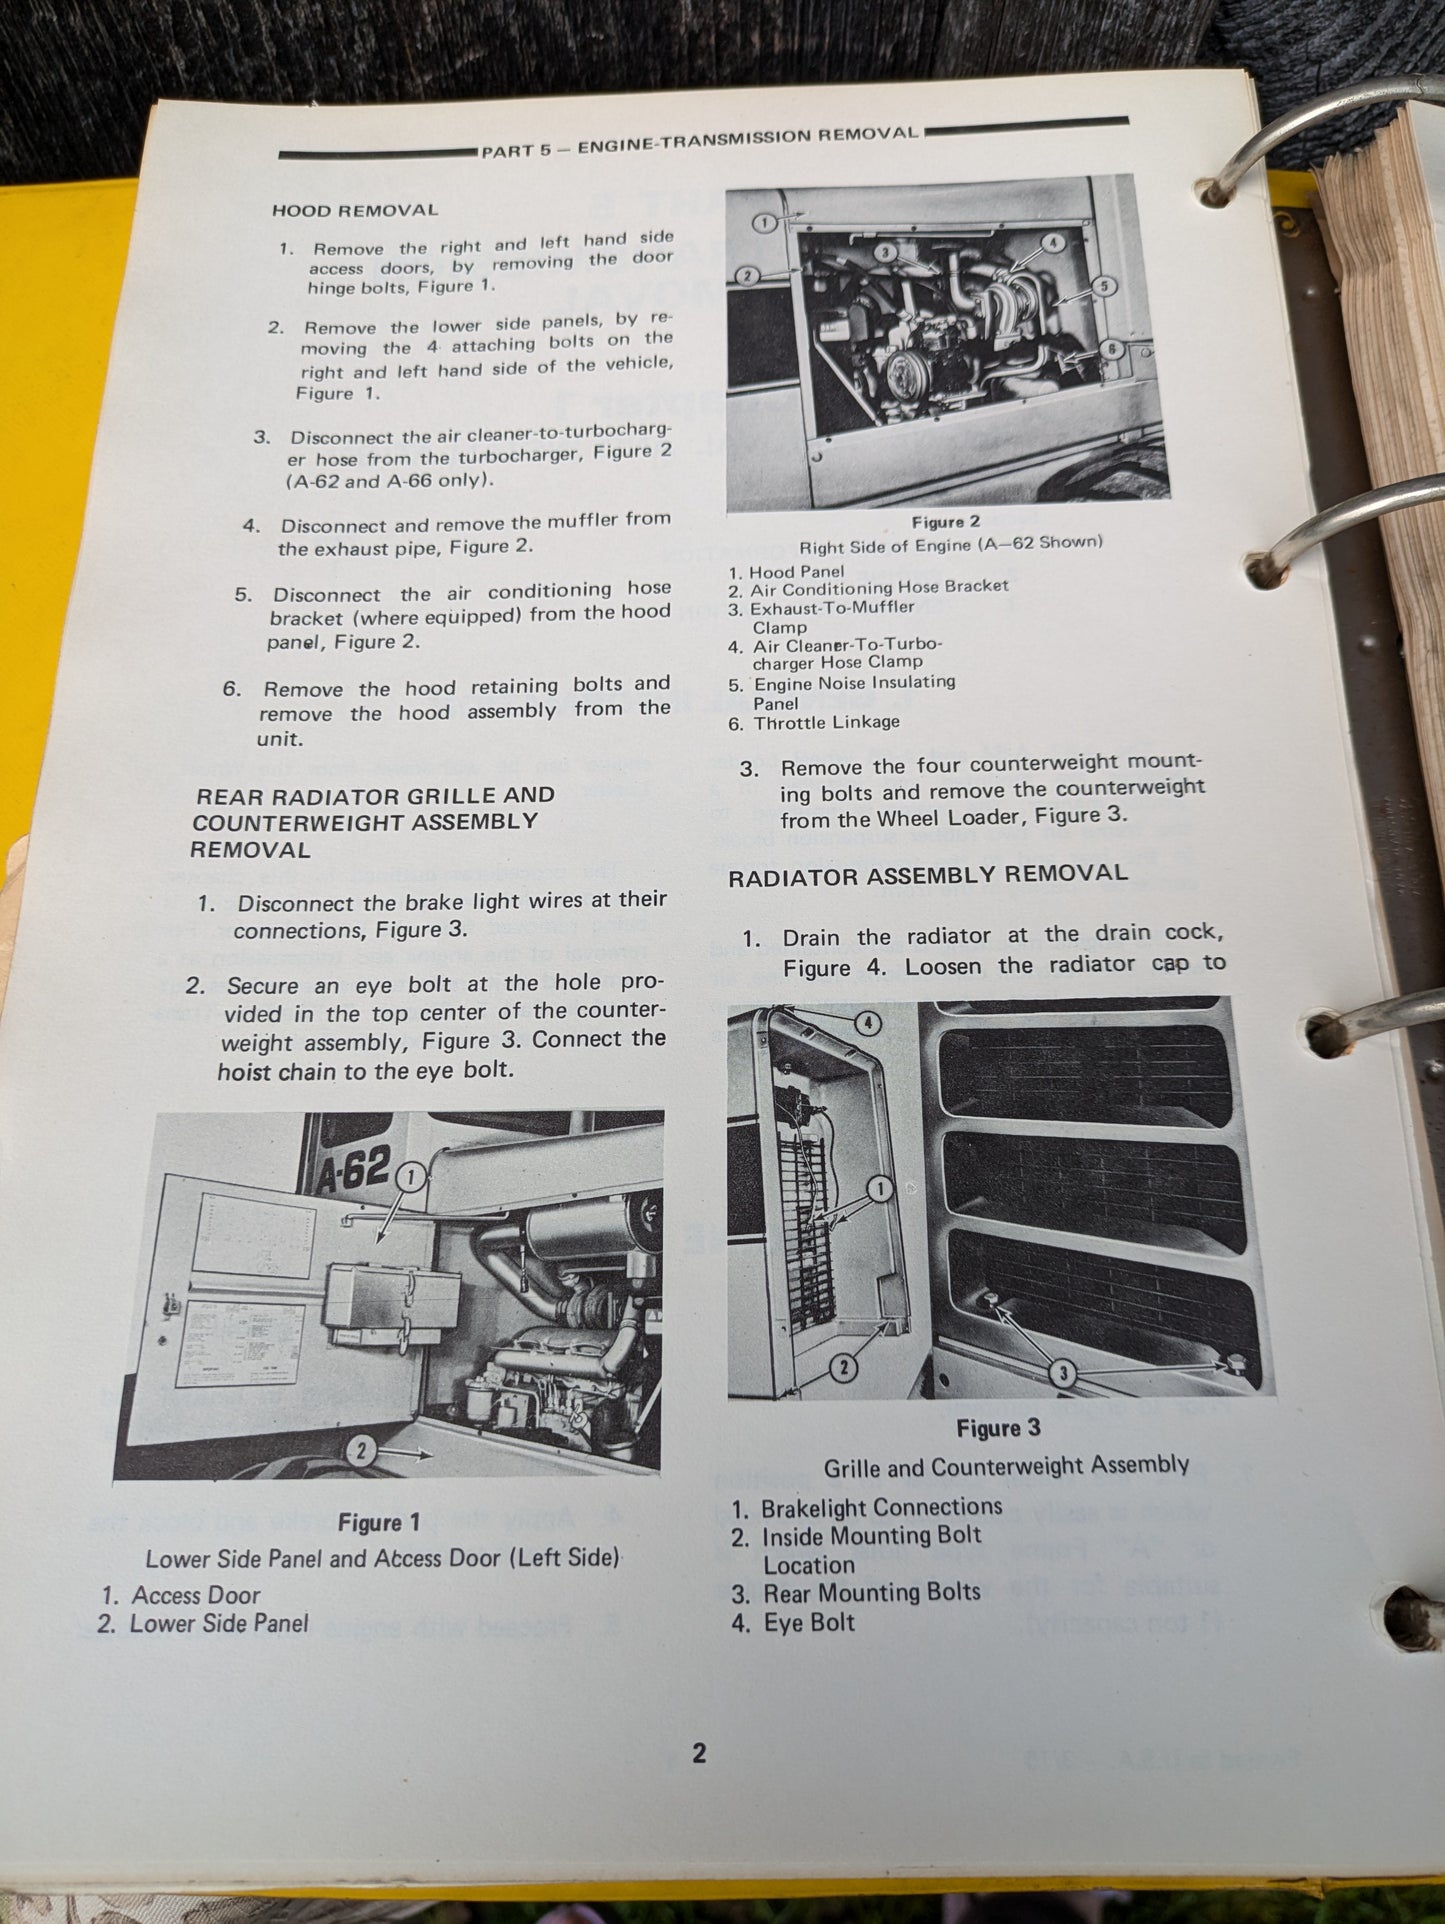 PART 5 — ENGINE-TRANSMISSION REMOVAL
HOOD REMOVAL
1. Remove the right and left hand side
access doors, by removing the door
hinge bolts, Figure 1.
2. Remove the lower side panels, by re-
moving the 4 attaching bolts on the
right and left hand side of the vehicle,
Figure 1.
3. Disconnect the air cleaner-to-turbocharg-
er hose from the turbocharger, Figure 2
(A-62 and A-66 only).
4. Disconnect and remove the muffler from
the exhaust pipe, Figure 2.
5. Disconnect the air conditioning hose
bracket (where equipped) from the hood
panel, Figure 2.
6. Remove the hood retaining bolts and
remove the hood assembly from the
unit.
REAR RADIATOR GRILLE AND
COUNTERWEIGHT ASSEMBLY
REMOVAL
1. Disconnect the brake light wires at their
connections, Figure 3.
2. Secure an eye bolt at the hole pro-
vided in the top center of the counter-
weight assembly, Figure 3. Connect the
hoist chain to the eye bolt.
A-62
1
2
Figure 1
Lower Side Panel and Access Door (Left Side)
1. Access Door
2. Lower Side Panel
1
2
3
4
5
6
Figure 2
Right Side of Engine (A—62 Shown)
1. Hood Panel
2. Air Conditioning Hose Bracket
3. Exhaust-To-Muffler
Clamp
4. Air Cleaner-To-Turbo-
charger Hose Clamp
5. Engine Noise Insulating
Panel
6. Throttle Linkage
3. Remove the four counterweight mount-
ing bolts and remove the counterweight
from the Wheel Loader, Figure 3.
RADIATOR ASSEMBLY REMOVAL
1. Drain the radiator at the drain cock,
Figure 4. Loosen the radiator cap to
4
1
2
3
Figure 3
Grille and Counterweight Assembly
1. Brakelight Connections
2. Inside Mounting Bolt
Location
3. Rear Mounting Bolts
4. Eye Bolt
2